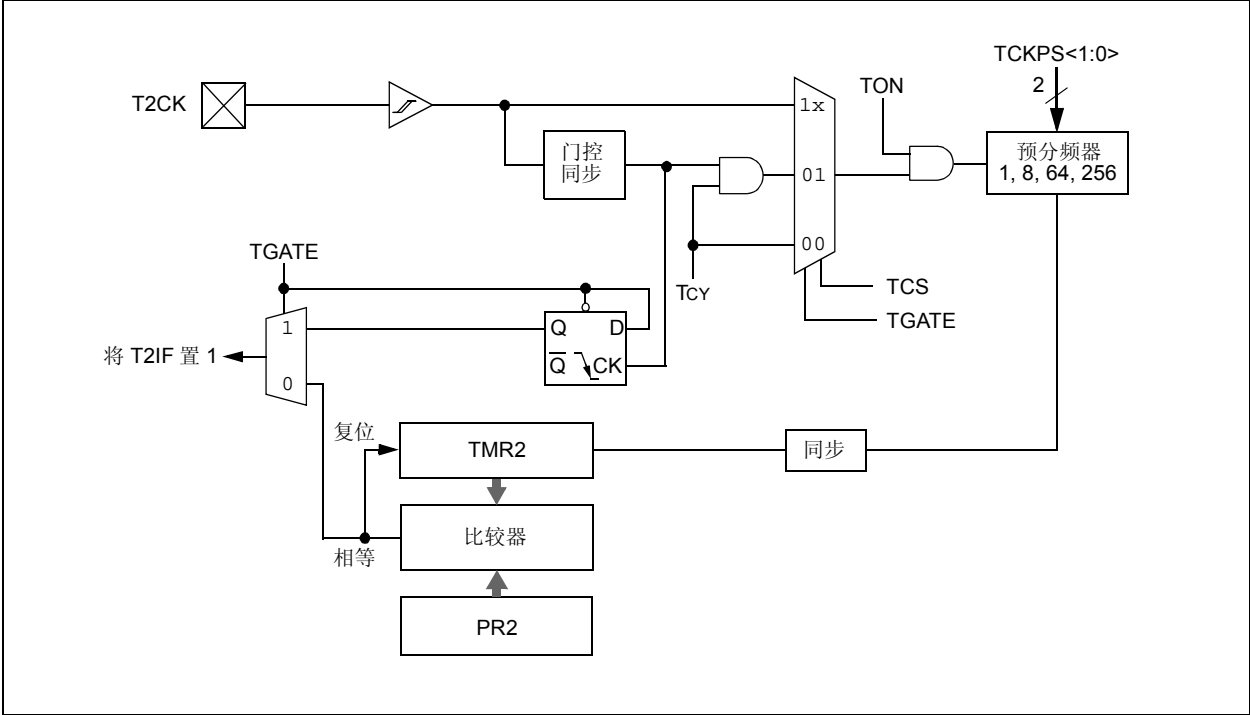 TCKPS<1:0>
2
TON
T2CK
1x
门控
同步
预分频器
1, 8, 64, 256
01
00
TGATE
TCY
TCS
TGATE
1
Q
D
将 T2IF 置 1
Q
CK
0
复位
TMR2
同步
比较器
相等
PR2